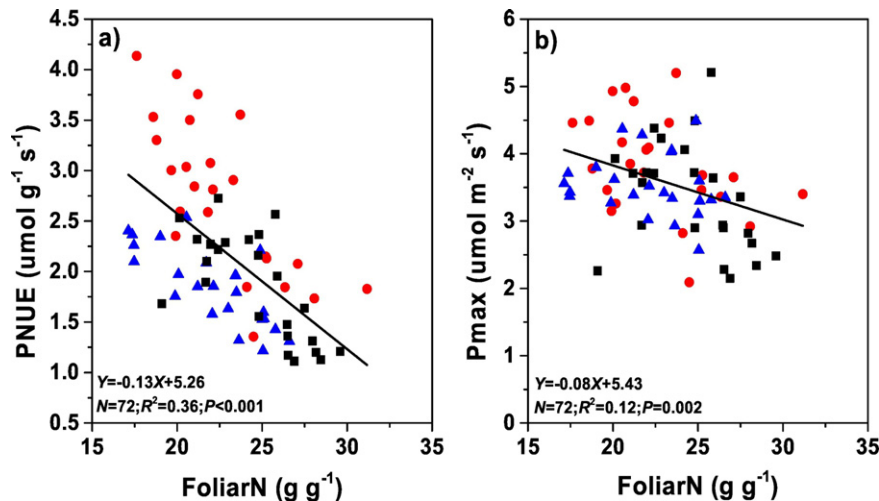 a)
4.5
4.0
3.5
3.0
2.5
2.0
1.5
1.0
0.5
PNUE (umol g⁻¹ s⁻¹)
Y=-0.13X+5.26
N=72;R²=0.36;P<0.001
15 20 25 30 35
FoliarN (g g⁻¹)
b)
6
5
4
3
2
1
0
Pmax (umol m⁻² s⁻¹)
Y=-0.08X+5.43
N=72;R²=0.12;P=0.002
15 20 25 30 35
FoliarN (g g⁻¹)